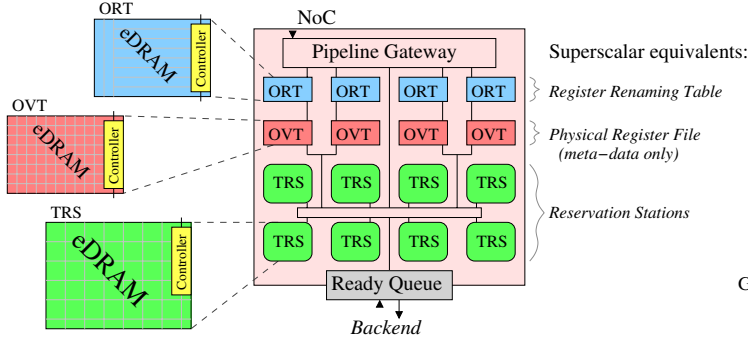 ORT
eDRAM
Controller
OVT
eDRAM
Controller
TRS
eDRAM
Controller
NoC
Pipeline Gateway
ORT ORT ORT ORT
OVT OVT OVT OVT
TRS TRS TRS TRS
TRS TRS TRS TRS
Ready Queue
Backend
Superscalar equivalents:
Register Renaming Table
Physical Register File
(meta−data only)
Reservation Stations
G